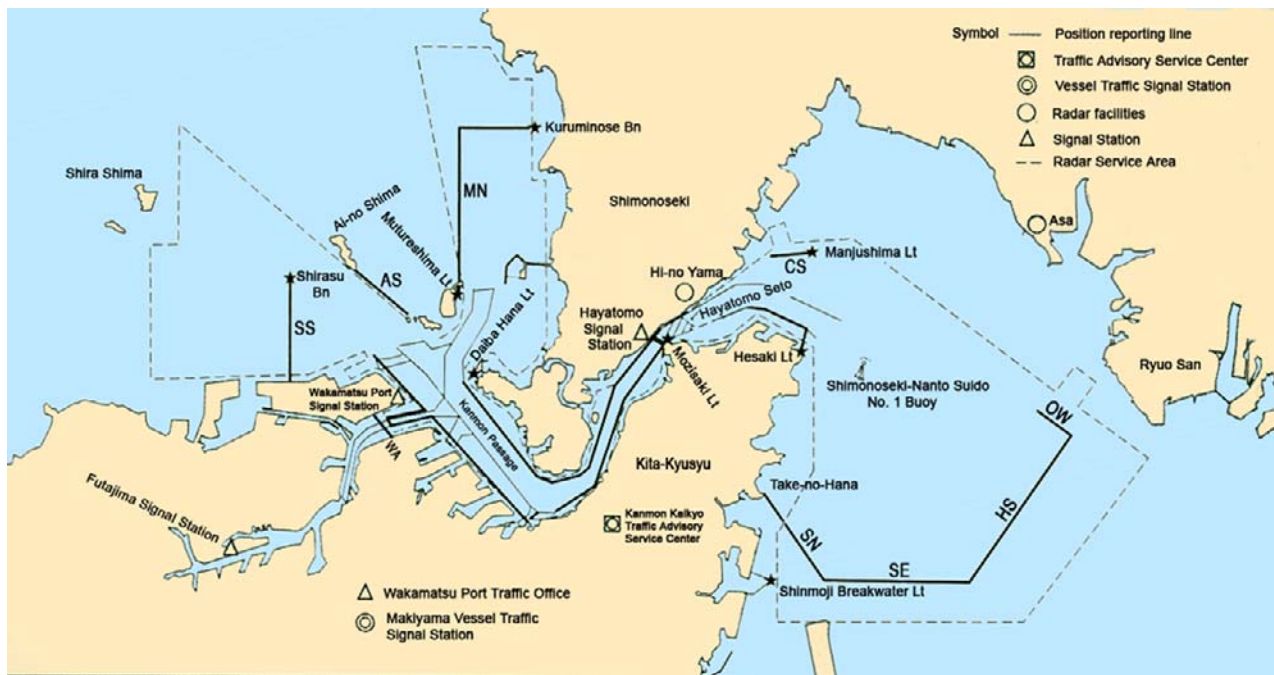 Symbol
Position reporting line
Traffic Advisory Service Center
Vessel Traffic Signal Station
Radar facilities
Signal Station
Radar Service Area
Kuruminose Bn
Shira Shima
MN
Ai-no Shima
Mutureshima Lt
Shimonoseki
Asa
Shirasu
Bn
AS
SS
Hi-no Yama
CS
Manjushima Lt
Hayatomo Seto
Hayatomo
Signal
Station
Daiba Hana Lt
Mozisaki Lt
Hesaki Lt
Ryuo San
Shimonoseki-Nanto Suido
No. 1 Buoy
Wakamatsu Port
Signal Station
Kanmon Passage
WA
OW
Kita-Kyusyu
Take-no-Hana
Futajima Signal Station
HS
Kanmon Kaikyo
Traffic Advisory
Service Center
SN
SE
Shinmoji Breakwater Lt
Wakamatsu Port Traffic Office
Makiyama Vessel Traffic
Signal Station